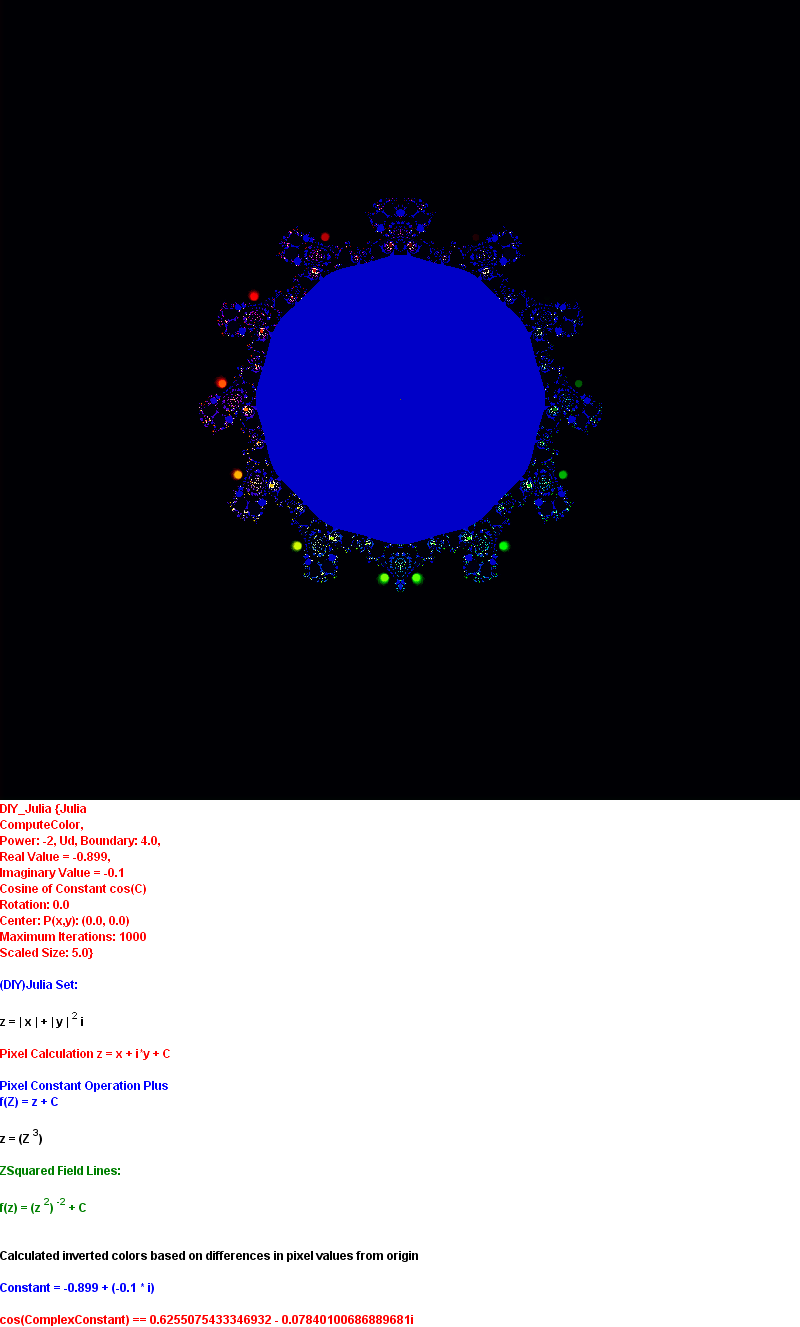 DIY_Julia {Julia
ComputeColor,
Power: -2, Ud, Boundary: 4.0,
Real Value = -0.899,
Imaginary Value = -0.1
Cosine of Constant cos(C)
Rotation: 0.0
Center: P(x,y): (0.0, 0.0)
Maximum Iterations: 1000
Scaled Size: 5.0}
(DIY)Julia Set:
z = | x | + | y | 2 i
Pixel Calculation z = x + i*y + C
Pixel Constant Operation Plus
f(Z) = z + C
z = (Z 3)
ZSquared Field Lines:
f(z) = (z 2) -2 + C
Calculated inverted colors based on differences in pixel values from origin
Constant = -0.899 + (-0.1 * i)
cos(ComplexConstant) == 0.6255075433346932 - 0.07840100686889681i